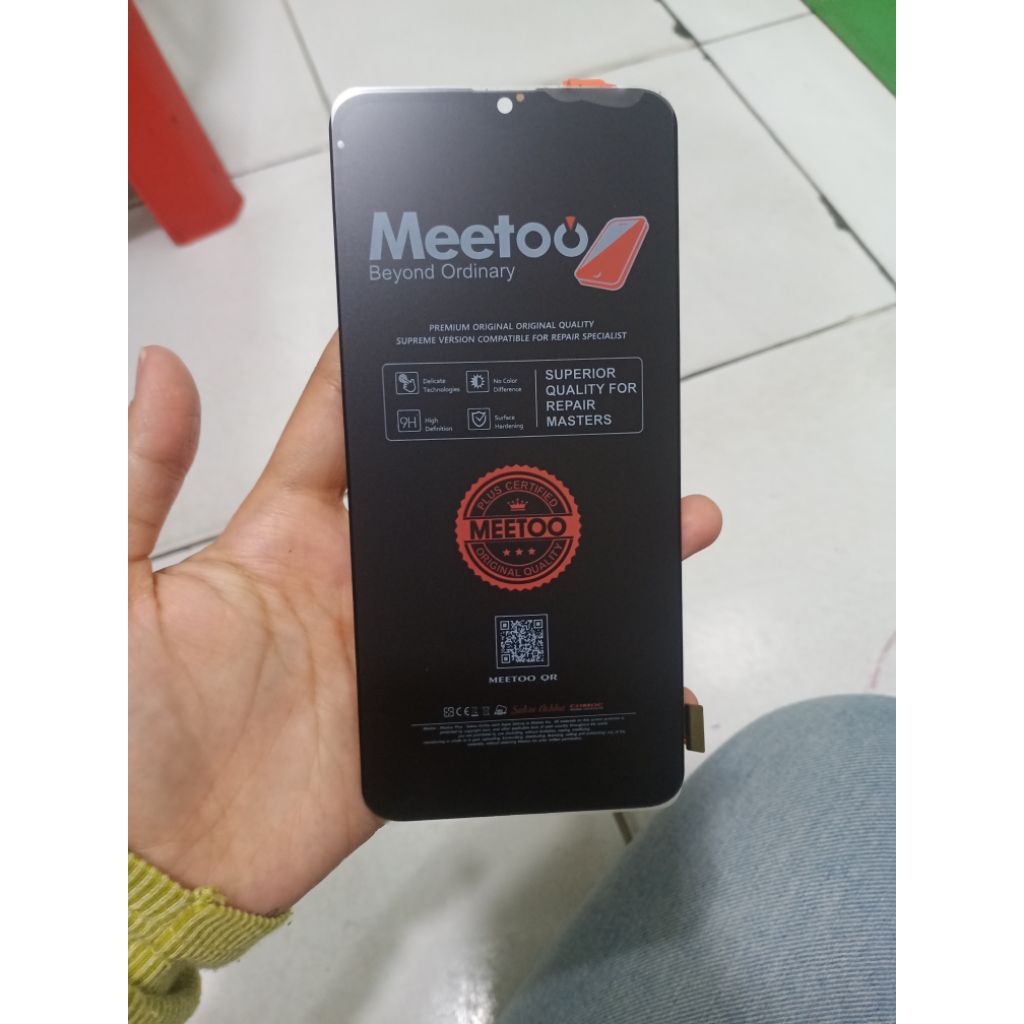 Meetoo
Beyond Ordinary
PREMIUM ORIGINAL ORIGINAL QUALITY
SUPREME VERSION COMPATIBLE FOR REPAIR SPECIALIST
Delicate
Technologies
No Color
Difference
9H
High
Definition
Surface
Hardening
SUPERIOR
QUALITY FOR
REPAIR
MASTERS
PLUS CERTIFIED
MEETOO
ORIGINAL QUALITY
MEETOO QR
CE